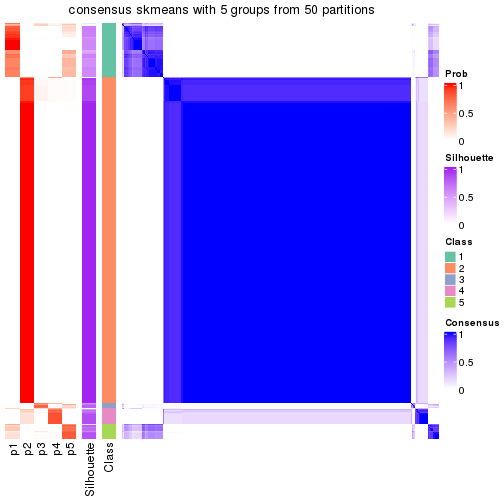 consensus skmeans with 5 groups from 50 partitions
Prob
1
0.5
0
Silhouette
1
0.5
0
Class
1
2
3
4
5
Consensus
1
0.5
0
p1
p2
p3
p4
p5
Silhouette
Class